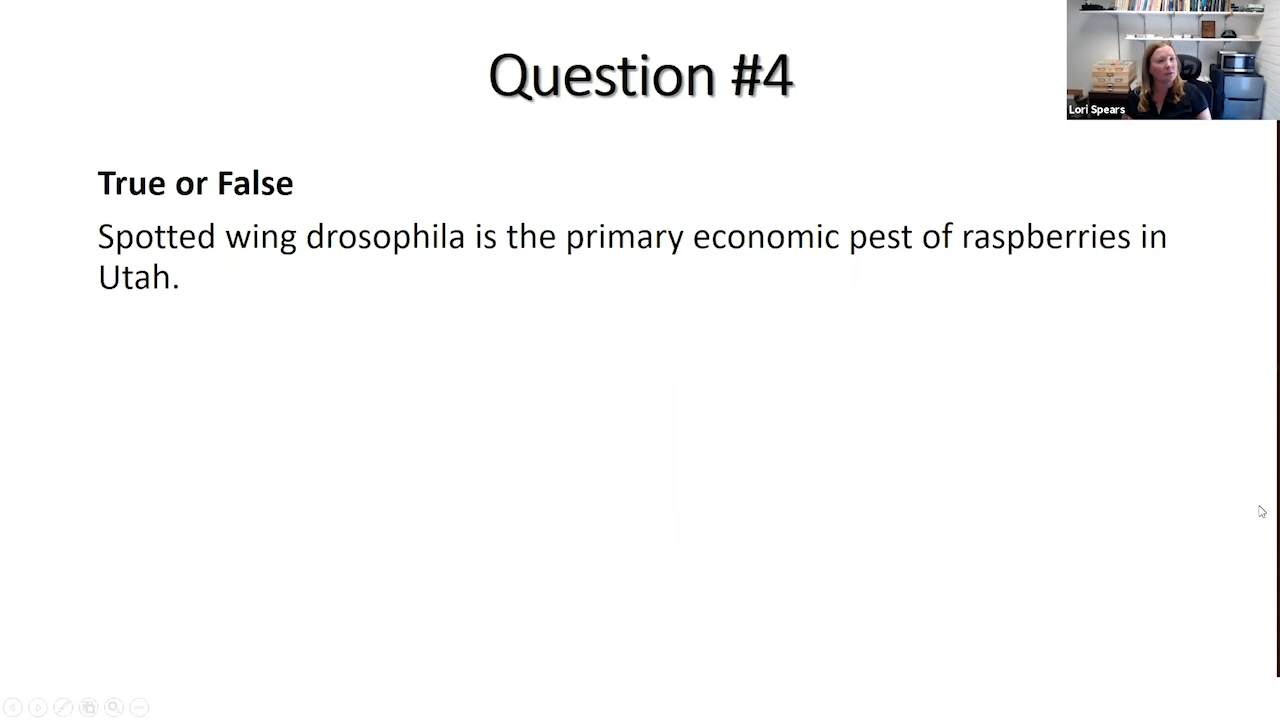 Question #4
Lori Spears
True or False
Spotted wing drosophila is the primary economic pest of raspberries in
Utah.